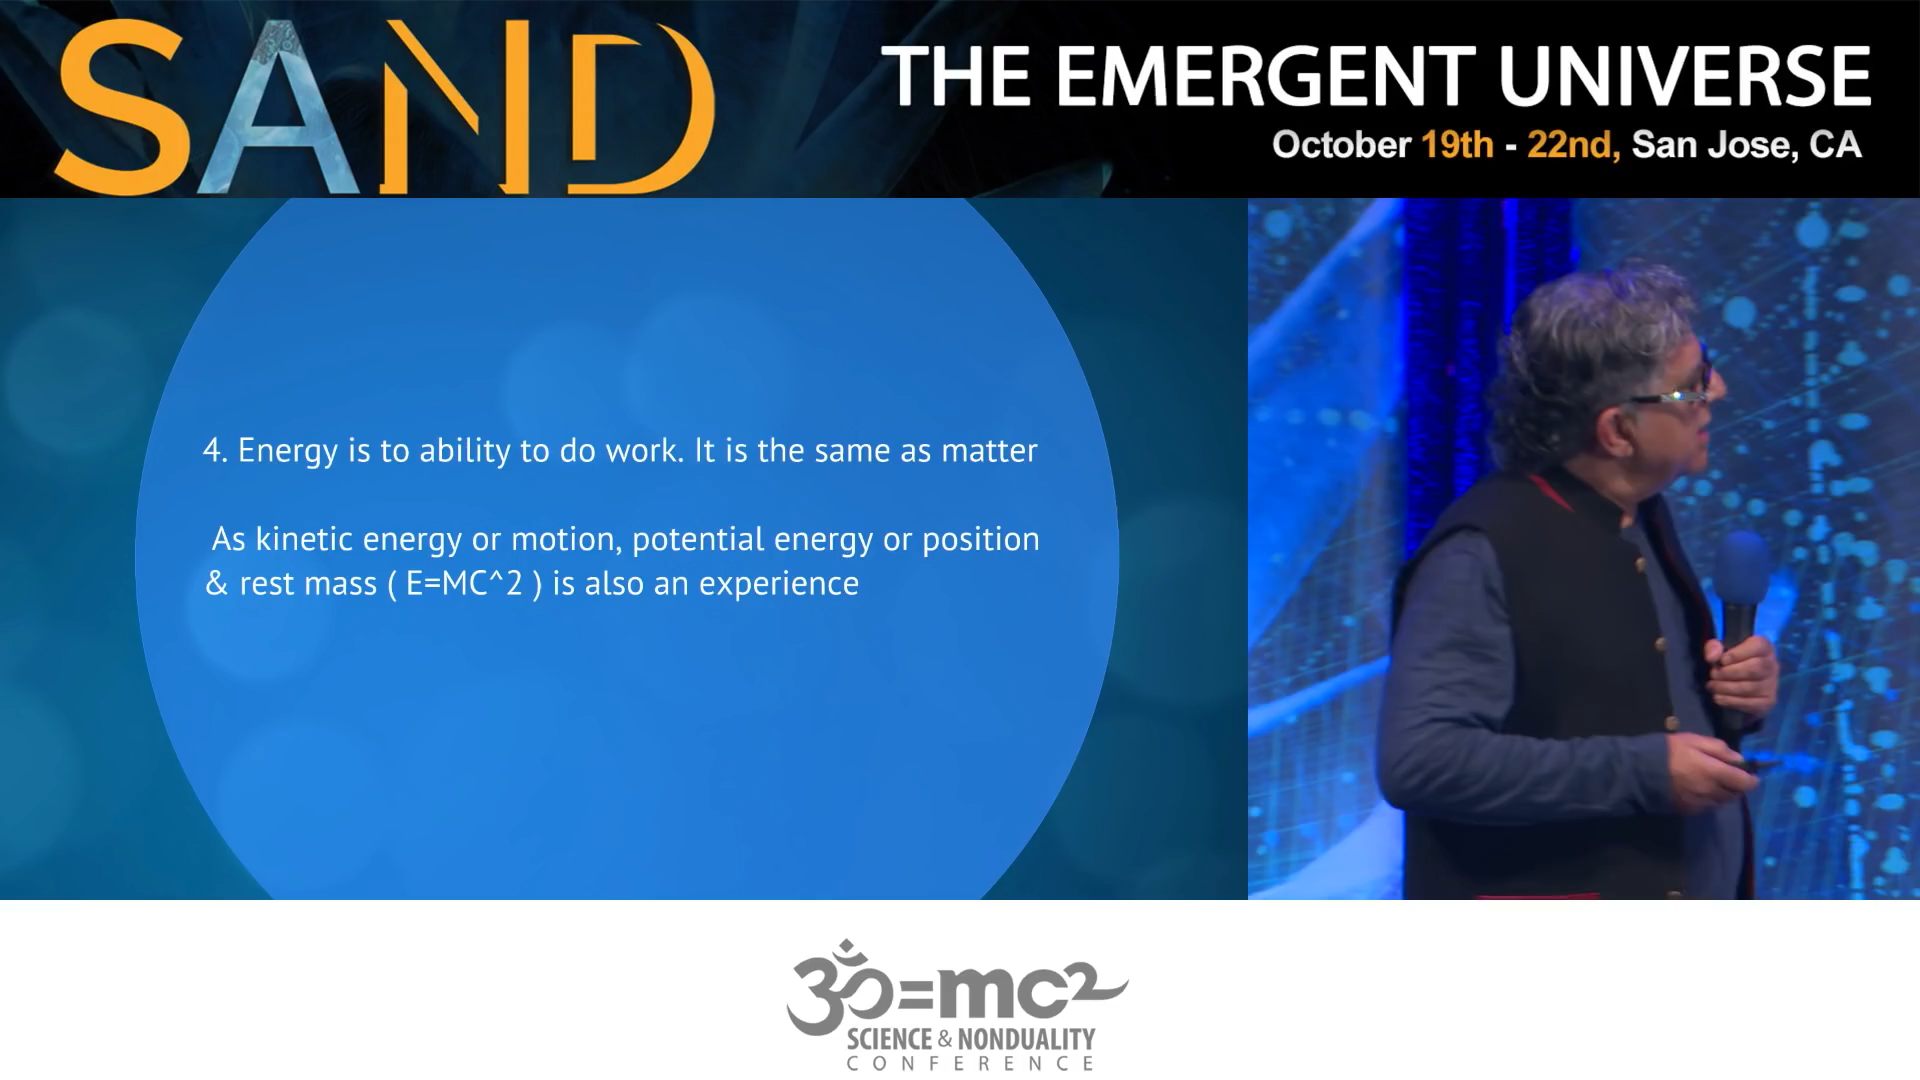 SAND
THE EMERGENT UNIVERSE
October 19th - 22nd, San Jose, CA
4. Energy is to ability to do work. It is the same as matter
As kinetic energy or motion, potential energy or position
& rest mass ( E=MC^2 ) is also an experience
ॐ=mc2
SCIENCE & NONDUALITY
CONFERENCE